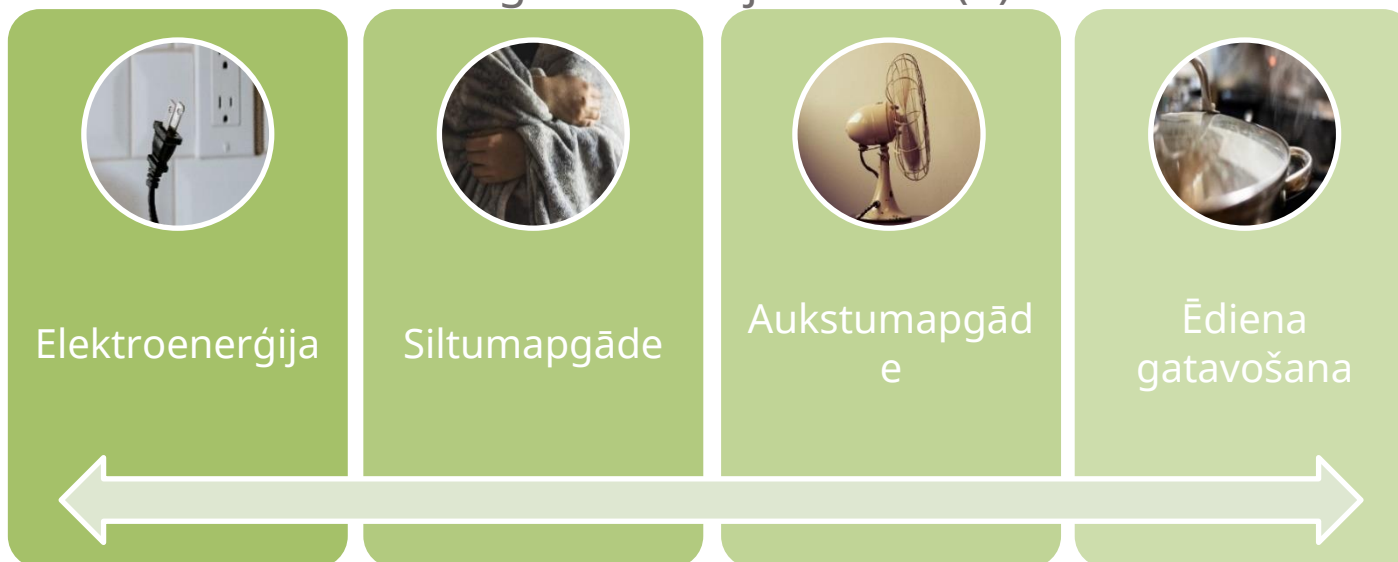 Elektroenerģija
Siltumapgāde
Aukstumapgād
e
Ēdiena
gatavošana